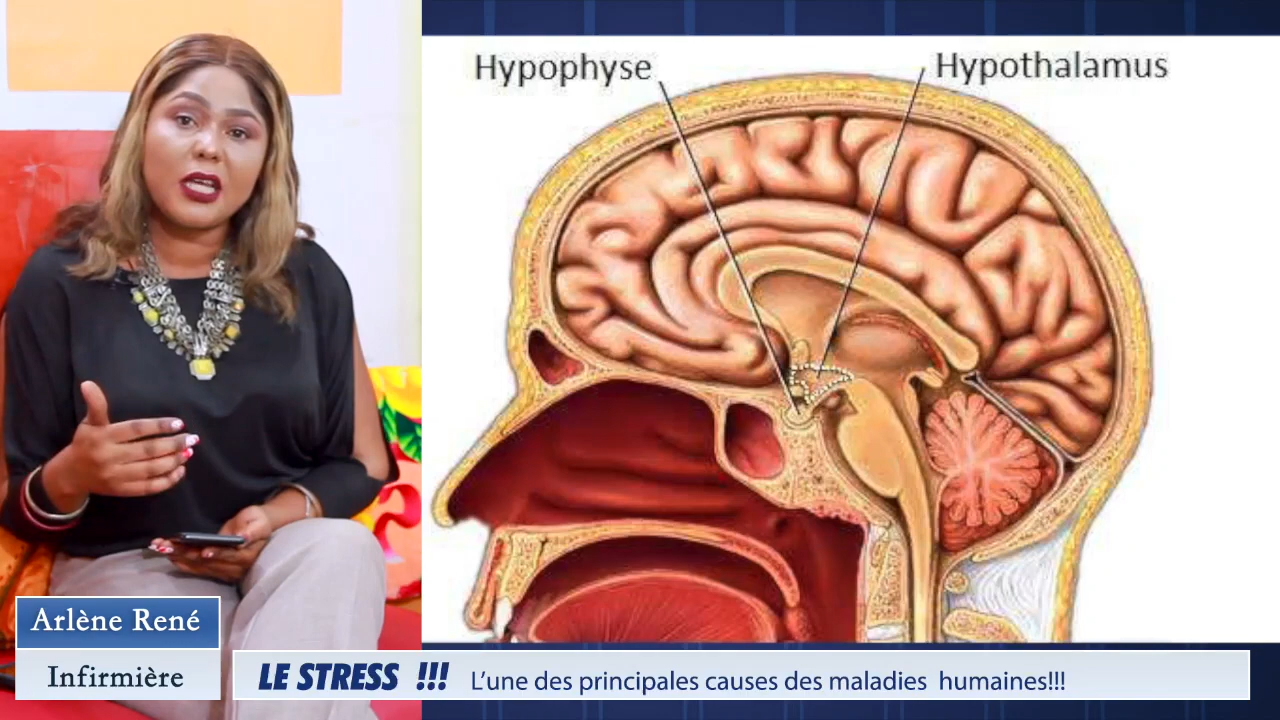 Hypophyse
Hypothalamus
Arlène René
Infirmière
LE STRESS !!! L'une des principales causes des maladies humaines!!!